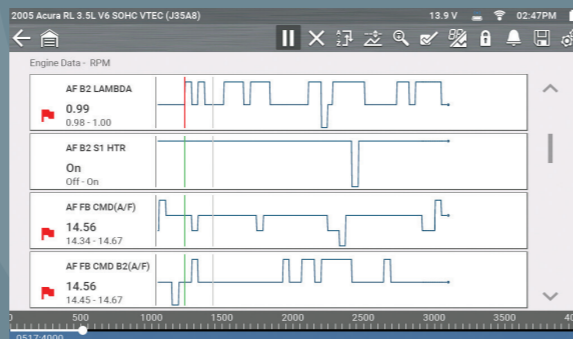 2005 Acura RL 3.5L V6 SOHC VTEC (J35A8) 13.9 V 02:47PM
Engine Data - RPM
AF B2 LAMBDA
0.99
0.98 - 1.00
AF B2 S1 HTR
On
Off - On
AF FB CMD(A/F)
14.56
14.34 - 14.67
AF FB CMD B2(A/F)
14.56
14.45 - 14.67
0 500 1000 1500 2000 2500 3000 3500
0517:4000